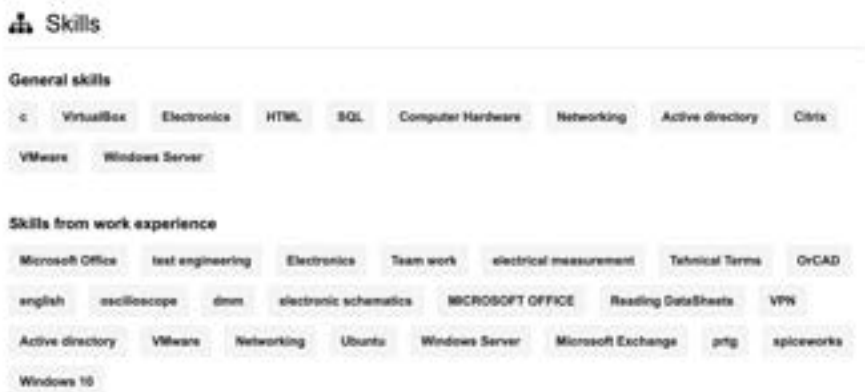 Skills
General skills
c VirtualBox Electronics HTML SQL Computer Hardware Networking Active directory Citrix
VMware Windows Server
Skills from work experience
Microsoft Office test engineering Electronics Team work electrical measurement Tehnical Terms OrCAD
english osciloscope dmm electronic schematics MICROSOFT OFFICE Reading DataSheets VPN
Active directory VMware Networking Ubuntu Windows Server Microsoft Exchange prtg spiceworks
Windows 10